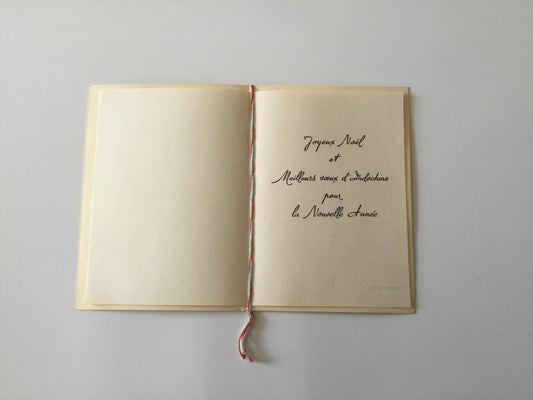 Joyeux Noël
et
Meilleurs vœux d'Indochine
pour
la Nouvelle Année